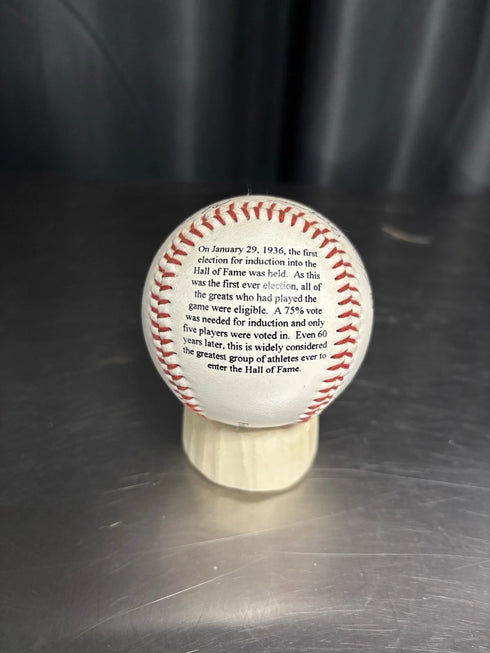 On January 29, 1936, the first
election for induction into the
Hall of Fame was held. As this
was the first ever election, all of
the greats who had played the
game were eligible. A 75% vote
was needed for induction and only
five players were voted in. Even 60
years later, this is widely considered
the greatest group of athletes ever to
enter the Hall of Fame.